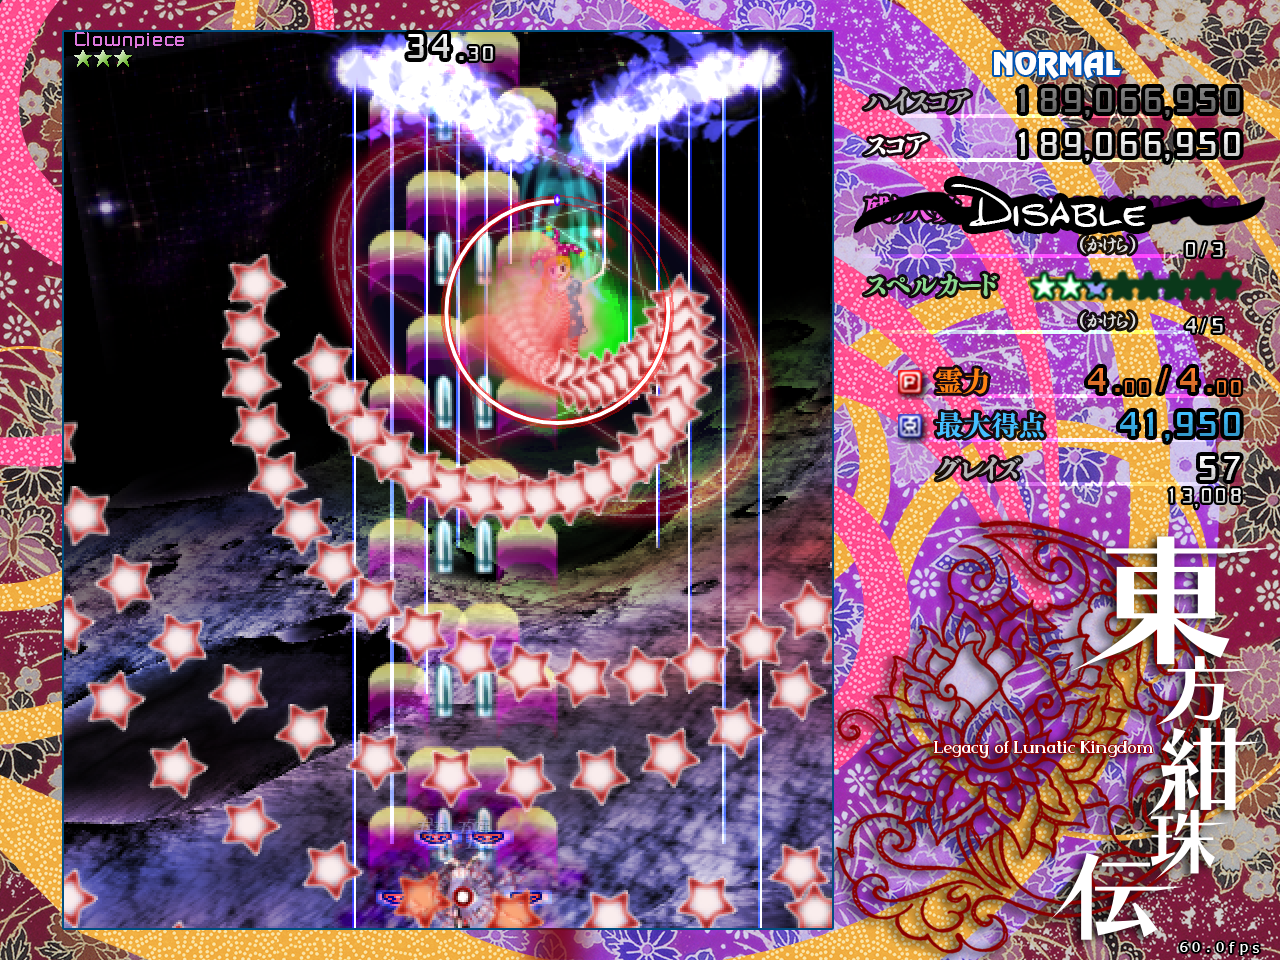 Clownpiece
34.30
NORMAL
ハイスコア 189,066,950
スコア 189,066,950
DISABLE
(かけら) 0/3
スペルカード
(かけら) 4/5
P 霊力 4.00/4.00
最大得点 41,950
グレイズ 57
13,008
東方紺珠伝
Legacy of Lunatic Kingdom
60.0fps